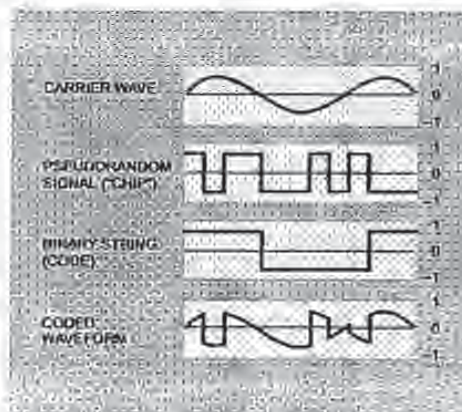 CARRIER WAVE
1
0
-1
PSEUDORANDOM
SIGNAL ("CHIP")
1
0
-1
BINARY STRING
(CODE)
1
0
-1
CODED
WAVEFORM
1
0
-1